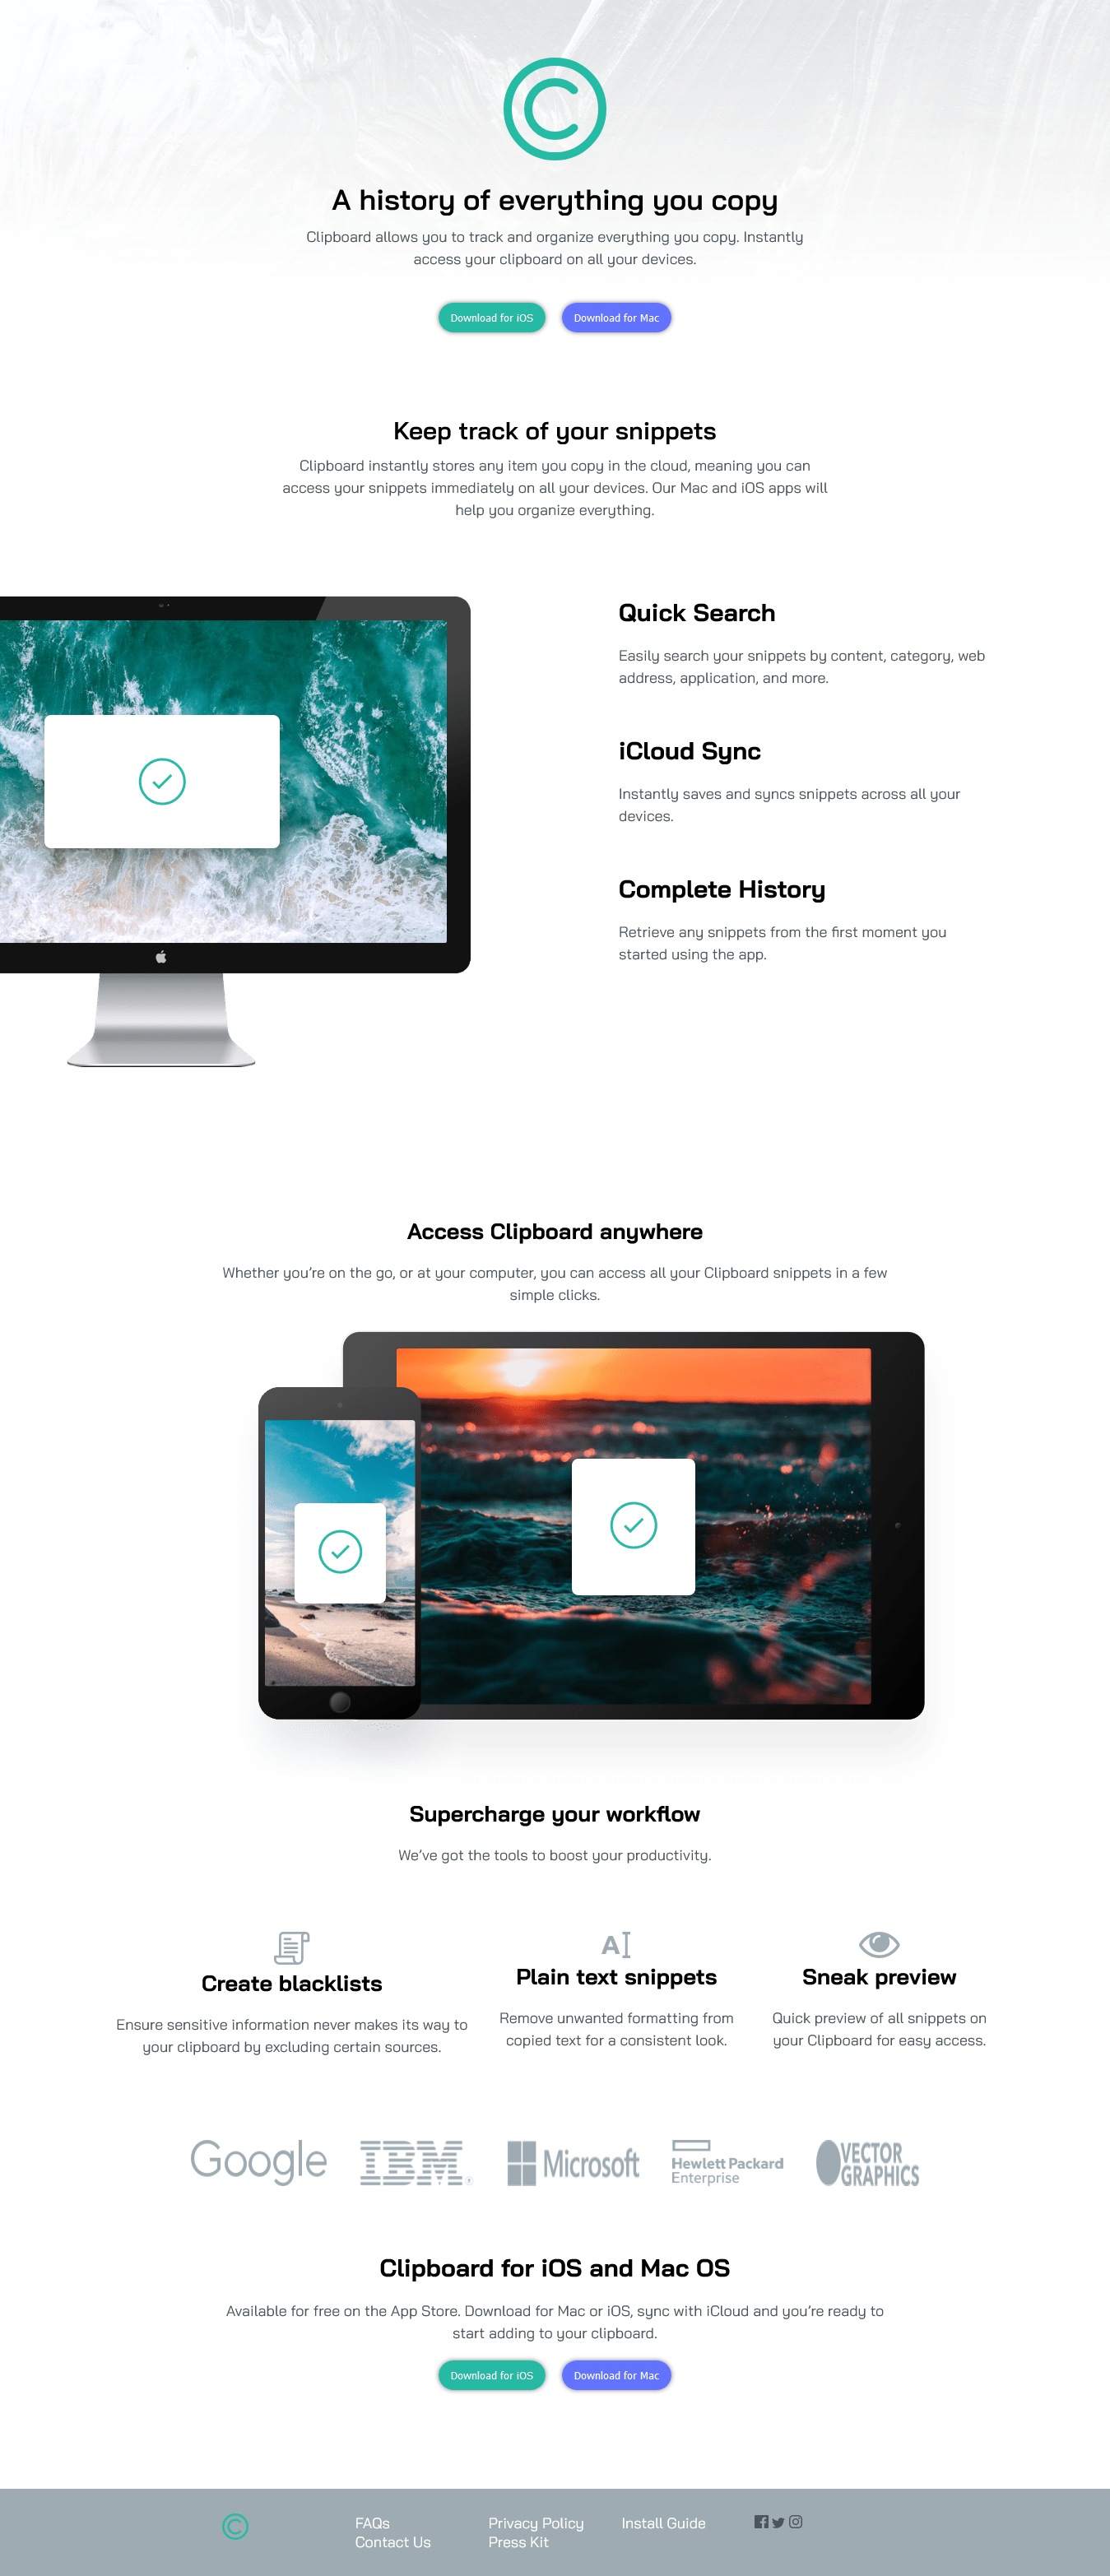 A history of everything you copy
Clipboard allows you to track and organize everything you copy. Instantly
access your clipboard on all your devices.
Download for iOS
Download for Mac
Keep track of your snippets
Clipboard instantly stores any item you copy in the cloud, meaning you can
access your snippets immediately on all your devices. Our Mac and iOS apps will
help you organize everything.
Quick Search
Easily search your snippets by content, category, web
address, application, and more.
iCloud Sync
Instantly saves and syncs snippets across all your
devices.
Complete History
Retrieve any snippets from the first moment you
started using the app.
Access Clipboard anywhere
Whether you’re on the go, or at your computer, you can access all your Clipboard snippets in a few
simple clicks.
Supercharge your workflow
We’ve got the tools to boost your productivity.
Create blacklists
Ensure sensitive information never makes its way to
your clipboard by excluding certain sources.
A
Plain text snippets
Remove unwanted formatting from
copied text for a consistent look.
Sneak preview
Quick preview of all snippets on
your Clipboard for easy access.
Google
IBM
Microsoft
Hewlett Packard
Enterprise
VECTOR
GRAPHICS
Clipboard for iOS and Mac OS
Available for free on the App Store. Download for Mac or iOS, sync with iCloud and you’re ready to
start adding to your clipboard.
Download for iOS
Download for Mac
FAQs
Contact Us
Privacy Policy
Press Kit
Install Guide